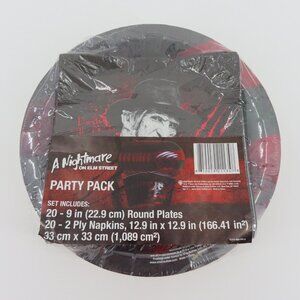 A Nightmare
ON ELM STREET
PARTY PACK
SET INCLUDES:
20 - 9 in (22.9 cm) Round Plates
20 - 2 Ply Napkins, 12.9 in x 12.9 in (166.41 in²)
33 cm x 33 cm (1,089 cm²)